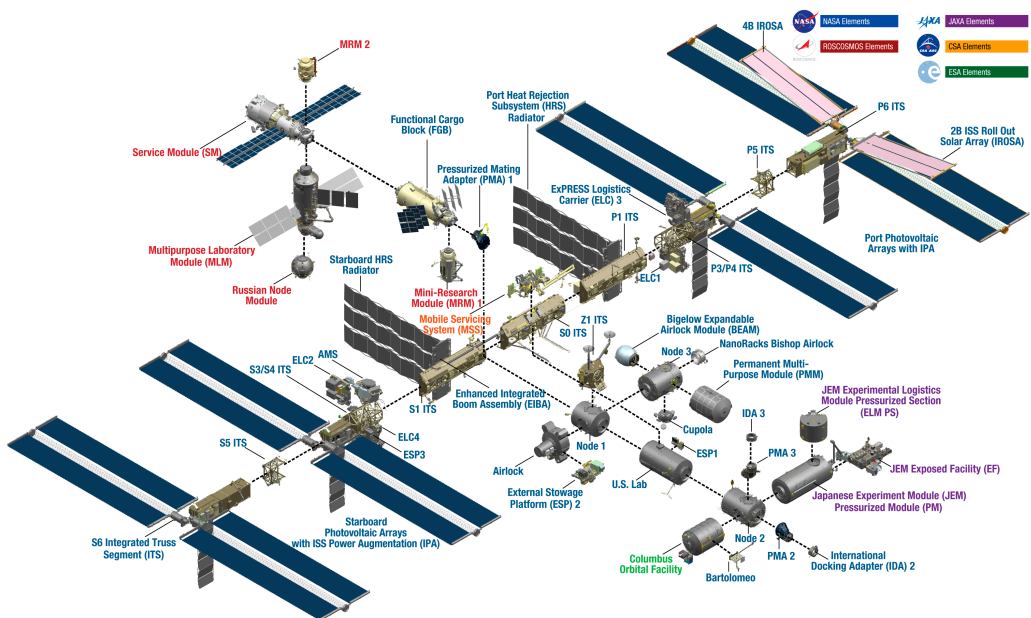 4B IROSA
NASA
NASA Elements
JAXA
JAXA Elements
ROSCOSMOS
ROSCOSMOS Elements
CSA ASC
CSA Elements
esa
ESA Elements
MRM 2
Port Heat Rejection
Subsystem (HRS)
Radiator
P6 ITS
Functional Cargo
Block (FGB)
2B ISS Roll Out
Solar Array (IROSA)
Service Module (SM)
P5 ITS
Pressurized Mating
Adapter (PMA) 1
ExPRESS Logistics
Carrier (ELC) 3
P1 ITS
Port Photovoltaic
Arrays with IPA
Multipurpose Laboratory
Module (MLM)
Starboard HRS
Radiator
P3/P4 ITS
ELC1
Russian Node
Module
Mini-Research
Module (MRM) 1
Mobile Servicing
System (MSS)
Z1 ITS
S0 ITS
Bigelow Expandable
Airlock Module (BEAM)
NanoRacks Bishop Airlock
Node 3
Permanent Multi-
Purpose Module (PMM)
AMS
ELC2
S3/S4 ITS
Enhanced Integrated
Boom Assembly (EIBA)
S1 ITS
JEM Experimental Logistics
Module Pressurized Section
(ELM PS)
IDA 3
Cupola
ELC4
ESP3
Node 1
ESP1
PMA 3
S5 ITS
Airlock
U.S. Lab
JEM Exposed Facility (EF)
External Stowage
Platform (ESP) 2
Japanese Experiment Module (JEM)
Pressurized Module (PM)
Starboard
Photovoltaic Arrays
with ISS Power Augmentation (IPA)
S6 Integrated Truss
Segment (ITS)
Node 2
PMA 2
International
Docking Adapter (IDA) 2
Columbus
Orbital Facility
Bartolomeo